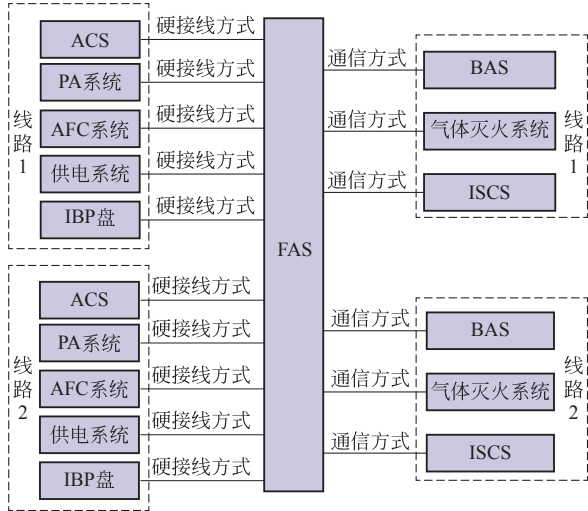 线路1
ACS
硬接线方式
PA系统
硬接线方式
AFC系统
硬接线方式
供电系统
硬接线方式
IBP盘
硬接线方式
线路2
ACS
硬接线方式
PA系统
硬接线方式
AFC系统
硬接线方式
供电系统
硬接线方式
IBP盘
硬接线方式
FAS
通信方式
BAS
通信方式
气体灭火系统
通信方式
ISCS
线路1
通信方式
BAS
通信方式
气体灭火系统
通信方式
ISCS
线路2